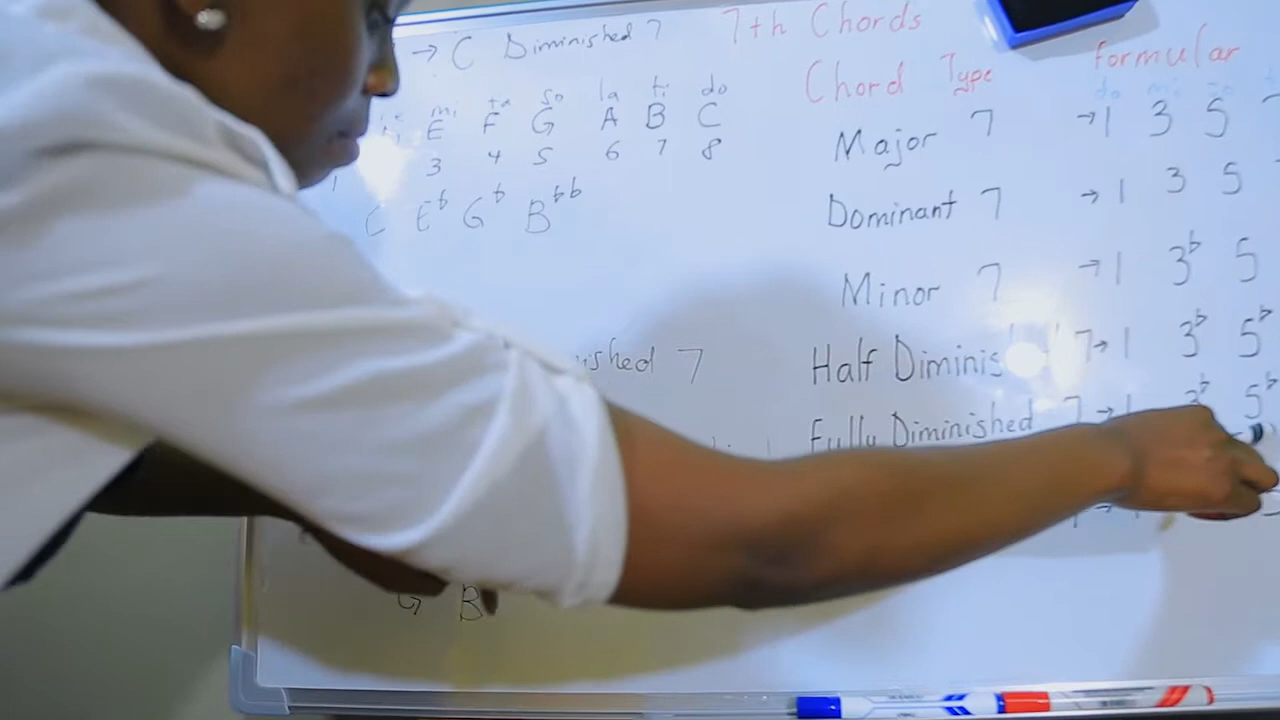 → C Diminished 7
mi fa so la ti do
E F G A B C
3 4 5 6 7 8
C E♭ G♭ B♭♭
7
G B
7th Chords
Chord Type Formular
do mi so
Major 7 → 1 3 5
Dominant 7 → 1 3 5
Minor 7 → 1 3♭ 5
Half Diminis 7 → 1 3♭ 5♭
Fully Diminished 7 → 1 3♭ 5♭